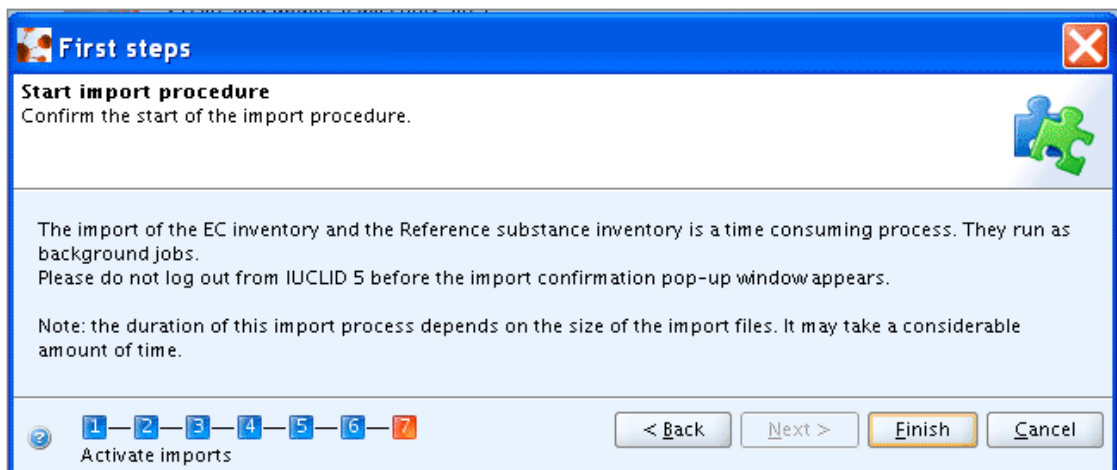 First steps
Start import procedure
Confirm the start of the import procedure.
The import of the EC inventory and the Reference substance inventory is a time consuming process. They run as
background jobs.
Please do not log out from IUCLID 5 before the import confirmation pop-up window appears.
Note: the duration of this import process depends on the size of the import files. It may take a considerable
amount of time.
1 2 3 4 5 6 7
Activate imports
< Back Next > Finish Cancel